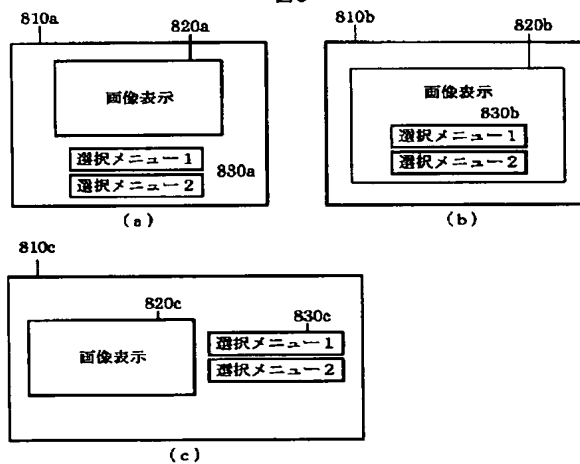 810a
820a
画像表示
選択メニュー1
選択メニュー2
830a
(a)
810b
820b
画像表示
830b
選択メニュー1
選択メニュー2
(b)
810c
820c
画像表示
830c
選択メニュー1
選択メニュー2
(c)